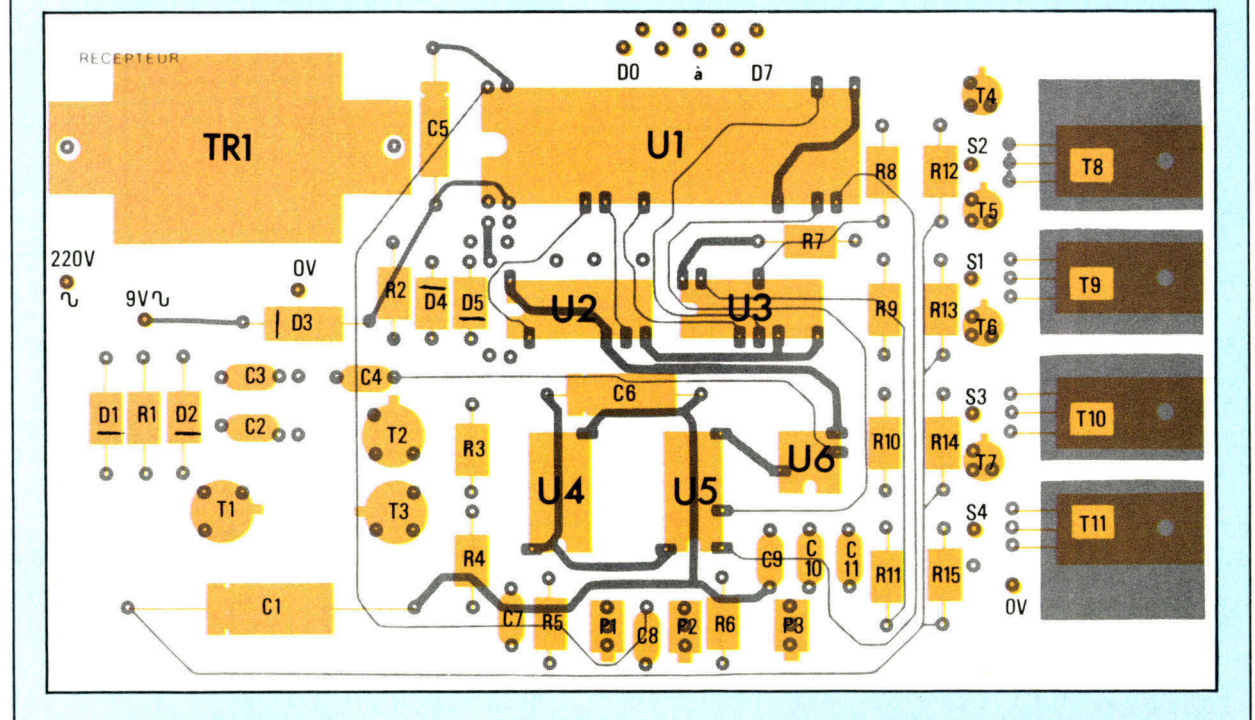 RECEPTEUR
D0 à D7
TR1
C5
U1
T4
S2
R8
R12
T8
T5
R7
220V
0V
9V
R2
D4
D5
D3
U2
U3
R9
R13
S1
T9
T6
C3
C4
C6
D1
R1
D2
C2
T2
R3
U4
U5
U6
R10
R14
S3
T10
T7
T1
T3
R4
C9
C10
C11
R11
R15
S4
T11
0V
C1
C7
R5
P1
C8
P2
R6
P3